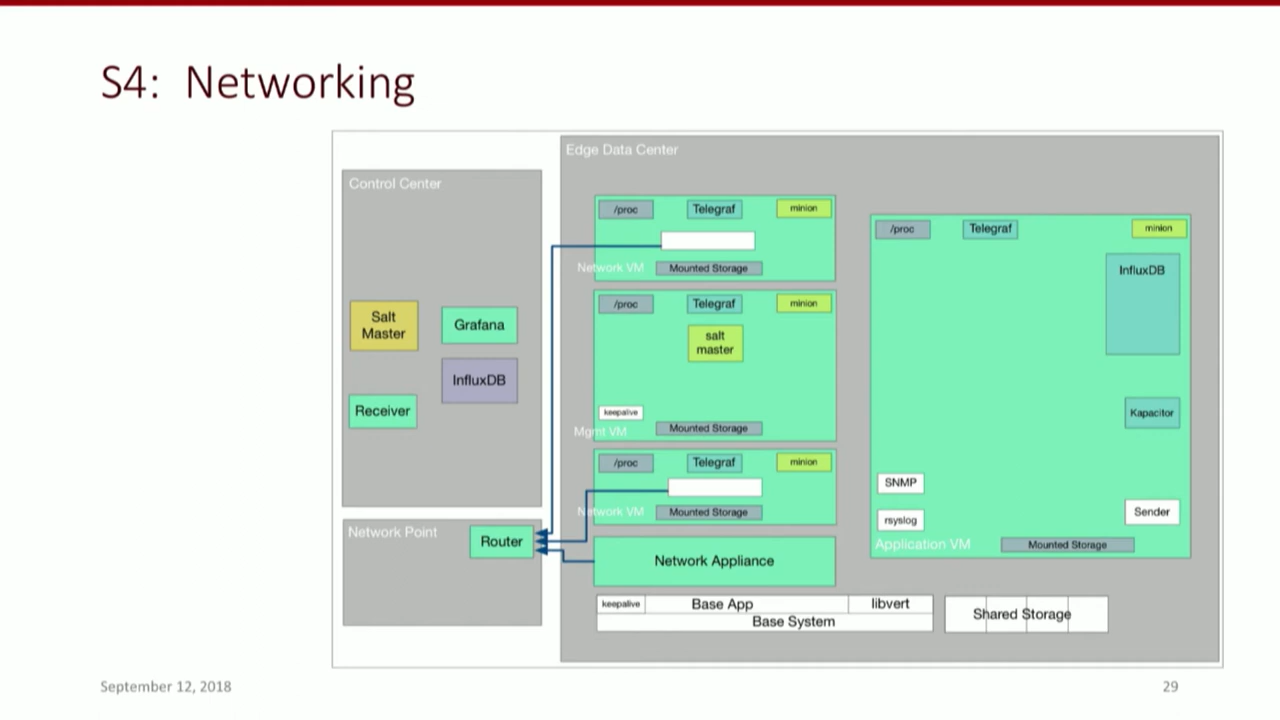 S4: Networking
Control Center
Salt
Master
Grafana
InfluxDB
Receiver
Network Point
Router
Edge Data Center
/proc
Telegraf
minion
Network VM
Mounted Storage
/proc
Telegraf
minion
salt
master
keepalive
Mgmt VM
Mounted Storage
/proc
Telegraf
minion
Network VM
Mounted Storage
Network Appliance
keepalive
Base App
libvert
Base System
/proc
Telegraf
minion
InfluxDB
Kapacitor
SNMP
rsyslog
Sender
Application VM
Mounted Storage
Shared Storage
September 12, 2018
29